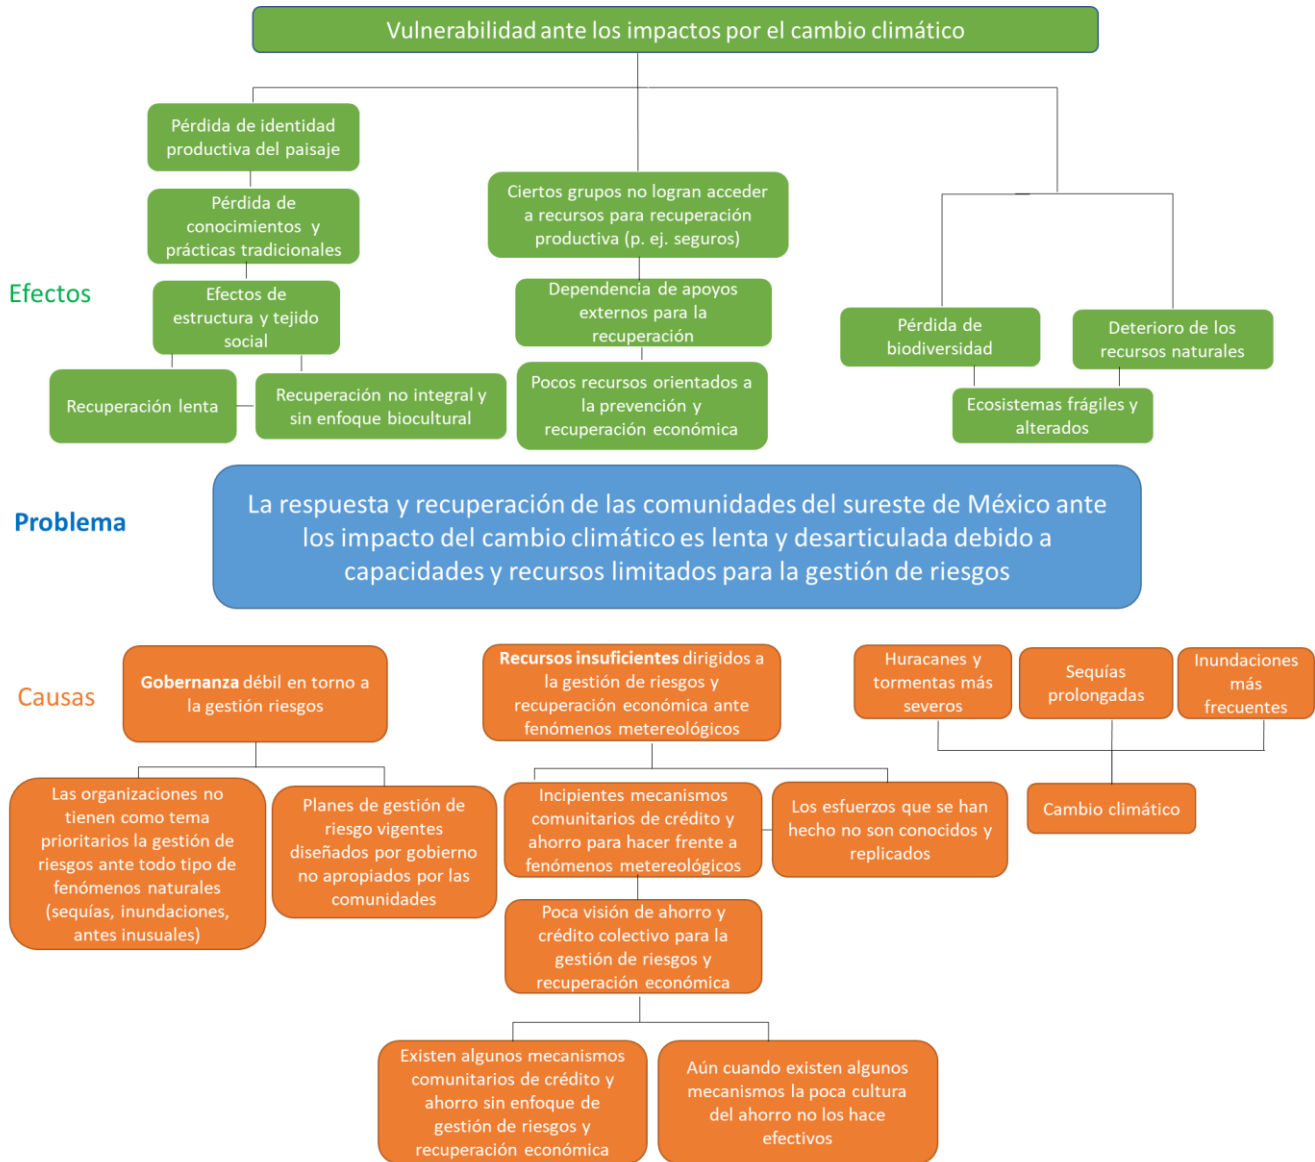 Vulnerabilidad ante los impactos por el cambio climático
Pérdida de identidad
productiva del paisaje
Pérdida de
conocimientos y
prácticas tradicionales
Efectos de
estructura y tejido
social
Recuperación lenta
Recuperación no integral y
sin enfoque biocultural
Ciertos grupos no logran acceder
a recursos para recuperación
productiva (p. ej. seguros)
Dependencia de apoyos
externos para la
recuperación
Pocos recursos orientados a
la prevención y
recuperación económica
Pérdida de
biodiversidad
Deterioro de los
recursos naturales
Ecosistemas frágiles y
alterados
Efectos
Problema
La respuesta y recuperación de las comunidades del sureste de México ante
los impacto del cambio climático es lenta y desarticulada debido a
capacidades y recursos limitados para la gestión de riesgos
Causas
Gobernanza débil en torno a
la gestión riesgos
Las organizaciones no
tienen como tema
prioritarios la gestión de
riesgos ante todo tipo de
fenómenos naturales
(sequías, inundaciones,
antes inusuales)
Planes de gestión de
riesgo vigentes
diseñados por gobierno
no apropiados por las
comunidades
Recursos insuficientes dirigidos a
la gestión de riesgos y
recuperación económica ante
fenómenos metereológicos
Incipientes mecanismos
comunitarios de crédito y
ahorro para hacer frente a
fenómenos metereológicos
Los esfuerzos que se han
hecho no son conocidos y
replicados
Poca visión de ahorro y
crédito colectivo para la
gestión de riesgos y
recuperación económica
Existen algunos mecanismos
comunitarios de crédito y
ahorro sin enfoque de
gestión de riesgos y
recuperación económica
Aún cuando existen algunos
mecanismos la poca cultura
del ahorro no los hace
efectivos
Huracanes y
tormentas más
severos
Sequías
prolongadas
Inundaciones
más
frecuentes
Cambio climático